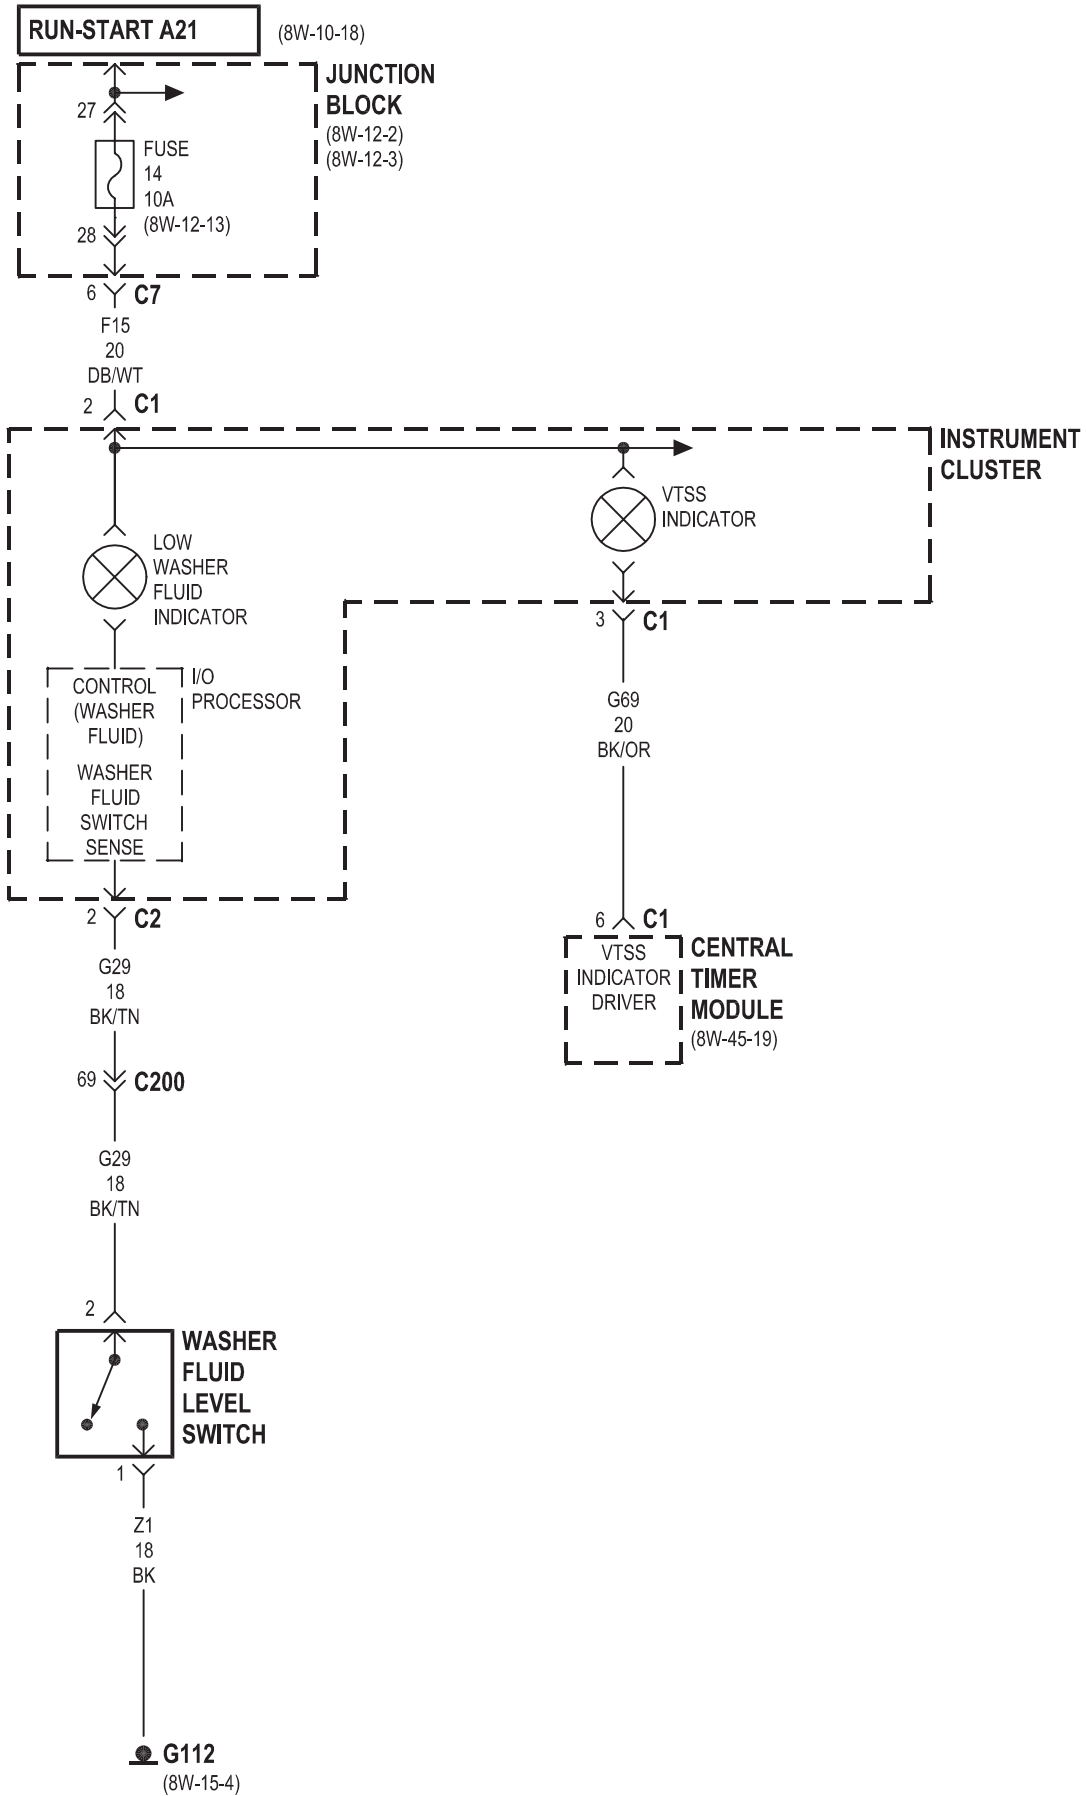 RUN-START A21
(8W-10-18)
JUNCTION
BLOCK
(8W-12-2)
(8W-12-3)
27
FUSE
14
10A
(8W-12-13)
28
6
C7
F15
20
DB/WT
2
C1
INSTRUMENT
CLUSTER
VTSS
INDICATOR
LOW
WASHER
FLUID
INDICATOR
3
C1
I/O
PROCESSOR
CONTROL
(WASHER
FLUID)
WASHER
FLUID
SWITCH
SENSE
G69
20
BK/OR
2
C2
6
C1
G29
18
BK/TN
VTSS
INDICATOR
DRIVER
CENTRAL
TIMER
MODULE
(8W-45-19)
69
C200
G29
18
BK/TN
2
WASHER
FLUID
LEVEL
SWITCH
1
Z1
18
BK
G112
(8W-15-4)